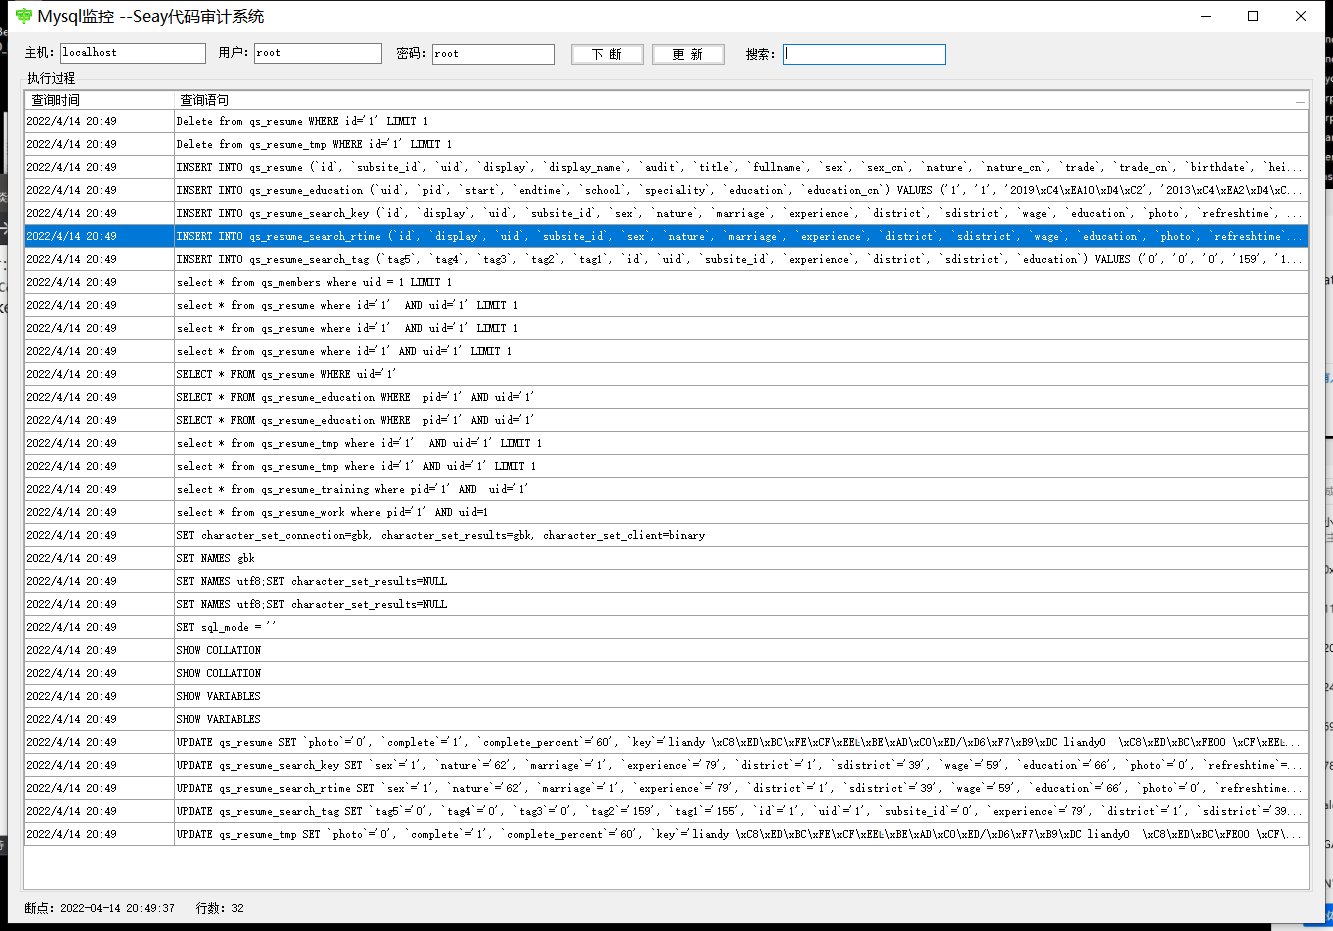 Mysql监控 --Seay代码审计系统
主机: localhost 用户: root 密码: root 下 断 更 新 搜索:
执行过程
查询时间 查询语句
2022/4/14 20:49 Delete from qs_resume WHERE id='1' LIMIT 1
2022/4/14 20:49 Delete from qs_resume_tmp WHERE id='1' LIMIT 1
2022/4/14 20:49 INSERT INTO qs_resume (`id`, `subsite_id`, `uid`, `display`, `display_name`, `audit`, `title`, `fullname`, `sex`, `sex_cn`, `nature`, `nature_cn`, `trade`, `trade_cn`, `birthdate`, `hei...
2022/4/14 20:49 INSERT INTO qs_resume_education (`uid`, `pid`, `start`, `endtime`, `school`, `speciality`, `education`, `education_cn`) VALUES ('1', '1', '2019\xC4\xEA10\xD4\xC2', '2013\xC4\xEA2\xD4\xC...
2022/4/14 20:49 INSERT INTO qs_resume_search_key (`id`, `display`, `uid`, `subsite_id`, `sex`, `nature`, `marriage`, `experience`, `district`, `sdistrict`, `wage`, `education`, `photo`, `refreshtime`, ...
2022/4/14 20:49 INSERT INTO qs_resume_search_rtime (`id`, `display`, `uid`, `subsite_id`, `sex`, `nature`, `marriage`, `experience`, `district`, `sdistrict`, `wage`, `education`, `photo`, `refreshtime`...
2022/4/14 20:49 INSERT INTO qs_resume_search_tag (`tag5`, `tag4`, `tag3`, `tag2`, `tag1`, `id`, `uid`, `subsite_id`, `experience`, `district`, `sdistrict`, `education`) VALUES ('0', '0', '0', '159', '1...
2022/4/14 20:49 select * from qs_members where uid = 1 LIMIT 1
2022/4/14 20:49 select * from qs_resume where id='1'  AND uid='1' LIMIT 1
2022/4/14 20:49 select * from qs_resume where id='1'  AND uid='1' LIMIT 1
2022/4/14 20:49 select * from qs_resume where id='1' AND uid='1' LIMIT 1
2022/4/14 20:49 SELECT * FROM qs_resume WHERE uid='1'
2022/4/14 20:49 SELECT * FROM qs_resume_education WHERE  pid='1' AND uid='1'
2022/4/14 20:49 SELECT * FROM qs_resume_education WHERE  pid='1' AND uid='1'
2022/4/14 20:49 select * from qs_resume_tmp where id='1'  AND uid='1' LIMIT 1
2022/4/14 20:49 select * from qs_resume_tmp where id='1' AND uid='1' LIMIT 1
2022/4/14 20:49 select * from qs_resume_training where pid='1' AND  uid='1'
2022/4/14 20:49 select * from qs_resume_work where pid='1' AND uid=1
2022/4/14 20:49 SET character_set_connection=gbk, character_set_results=gbk, character_set_client=binary
2022/4/14 20:49 SET NAMES gbk
2022/4/14 20:49 SET NAMES utf8;SET character_set_results=NULL
2022/4/14 20:49 SET NAMES utf8;SET character_set_results=NULL
2022/4/14 20:49 SET sql_mode = ''
2022/4/14 20:49 SHOW COLLATION
2022/4/14 20:49 SHOW COLLATION
2022/4/14 20:49 SHOW VARIABLES
2022/4/14 20:49 SHOW VARIABLES
2022/4/14 20:49 UPDATE qs_resume SET `photo`='0', `complete`='1', `complete_percent`='60', `key`='liandy \xC8\xED\xBC\xFE\xCF\xEE\xBE\xAD\xC0\xED/\xD6\xF7\xB9\xDC liandy0  \xC8\xED\xBC\xFE00 \xCF\xEE...
2022/4/14 20:49 UPDATE qs_resume_search_key SET `sex`='1', `nature`='62', `marriage`='1', `experience`='79', `district`='1', `sdistrict`='39', `wage`='59', `education`='66', `photo`='0', `refreshtime`=...
2022/4/14 20:49 UPDATE qs_resume_search_rtime SET `sex`='1', `nature`='62', `marriage`='1', `experience`='79', `district`='1', `sdistrict`='39', `wage`='59', `education`='66', `photo`='0', `refreshtime...
2022/4/14 20:49 UPDATE qs_resume_search_tag SET `tag5`='0', `tag4`='0', `tag3`='0', `tag2`='159', `tag1`='155', `id`='1', `uid`='1', `subsite_id`='0', `experience`='79', `district`='1', `sdistrict`='39...
2022/4/14 20:49 UPDATE qs_resume_tmp SET `photo`='0', `complete`='1', `complete_percent`='60', `key`='liandy \xC8\xED\xBC\xFE\xCF\xEE\xBE\xAD\xC0\xED/\xD6\xF7\xB9\xDC liandy0  \xC8\xED\xBC\xFE00 \xCF\...
断点: 2022-04-14 20:49:37 行数: 32